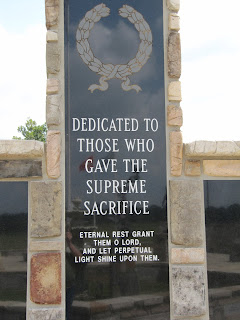 DEDICATED TO
THOSE WHO
GAVE THE
SUPREME
SACRIFICE
ETERNAL REST GRANT
THEM O LORD,
AND LET PERPETUAL
LIGHT SHINE UPON THEM.